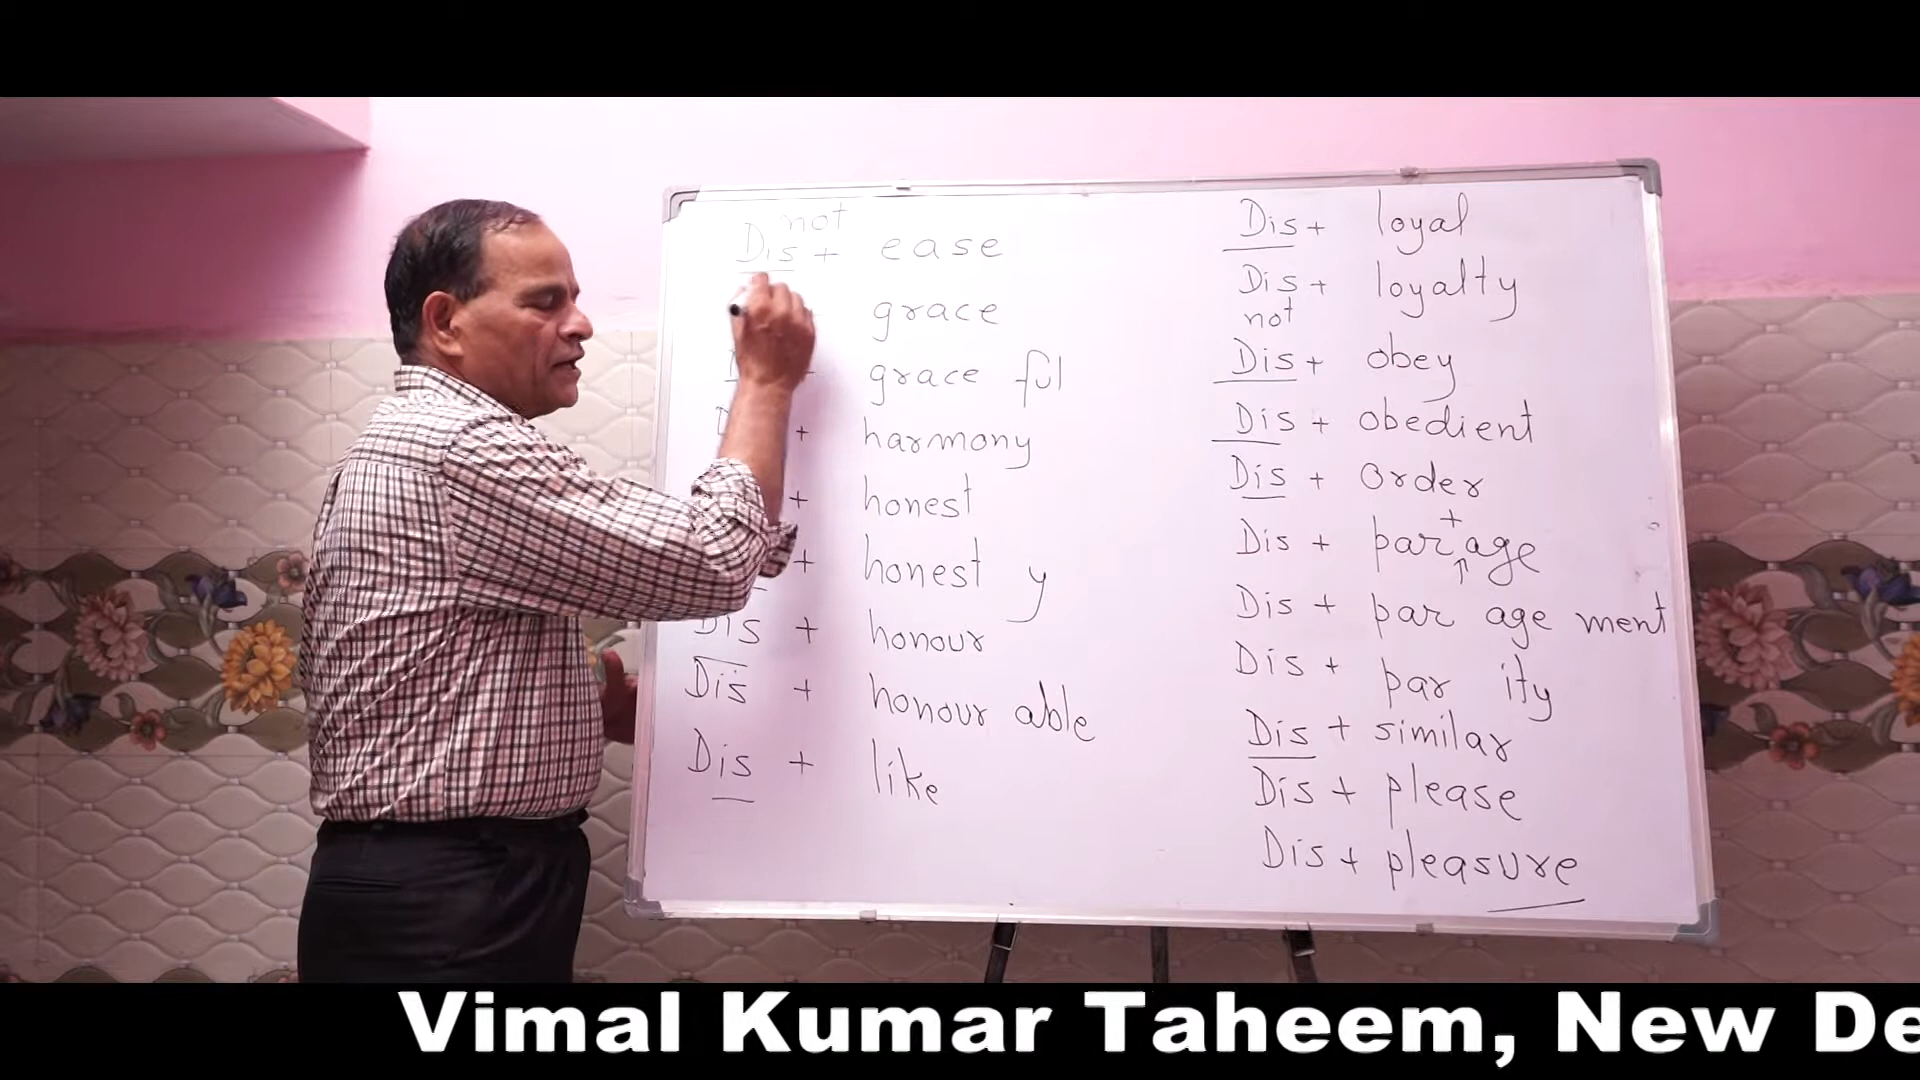 not
Dis + ease
grace
+ grace ful
D + harmony
+ honest
+ honest y
Dis + honour
Dis + honour able
Dis + like
Dis + loyal
Dis + loyalty
not
Dis + obey
Dis + obedient
Dis + order
+
Dis + par age
↑
Dis + par age ment
Dis + par ity
Dis + similar
Dis + please
Dis + pleasure
Vimal Kumar Taheem, New De